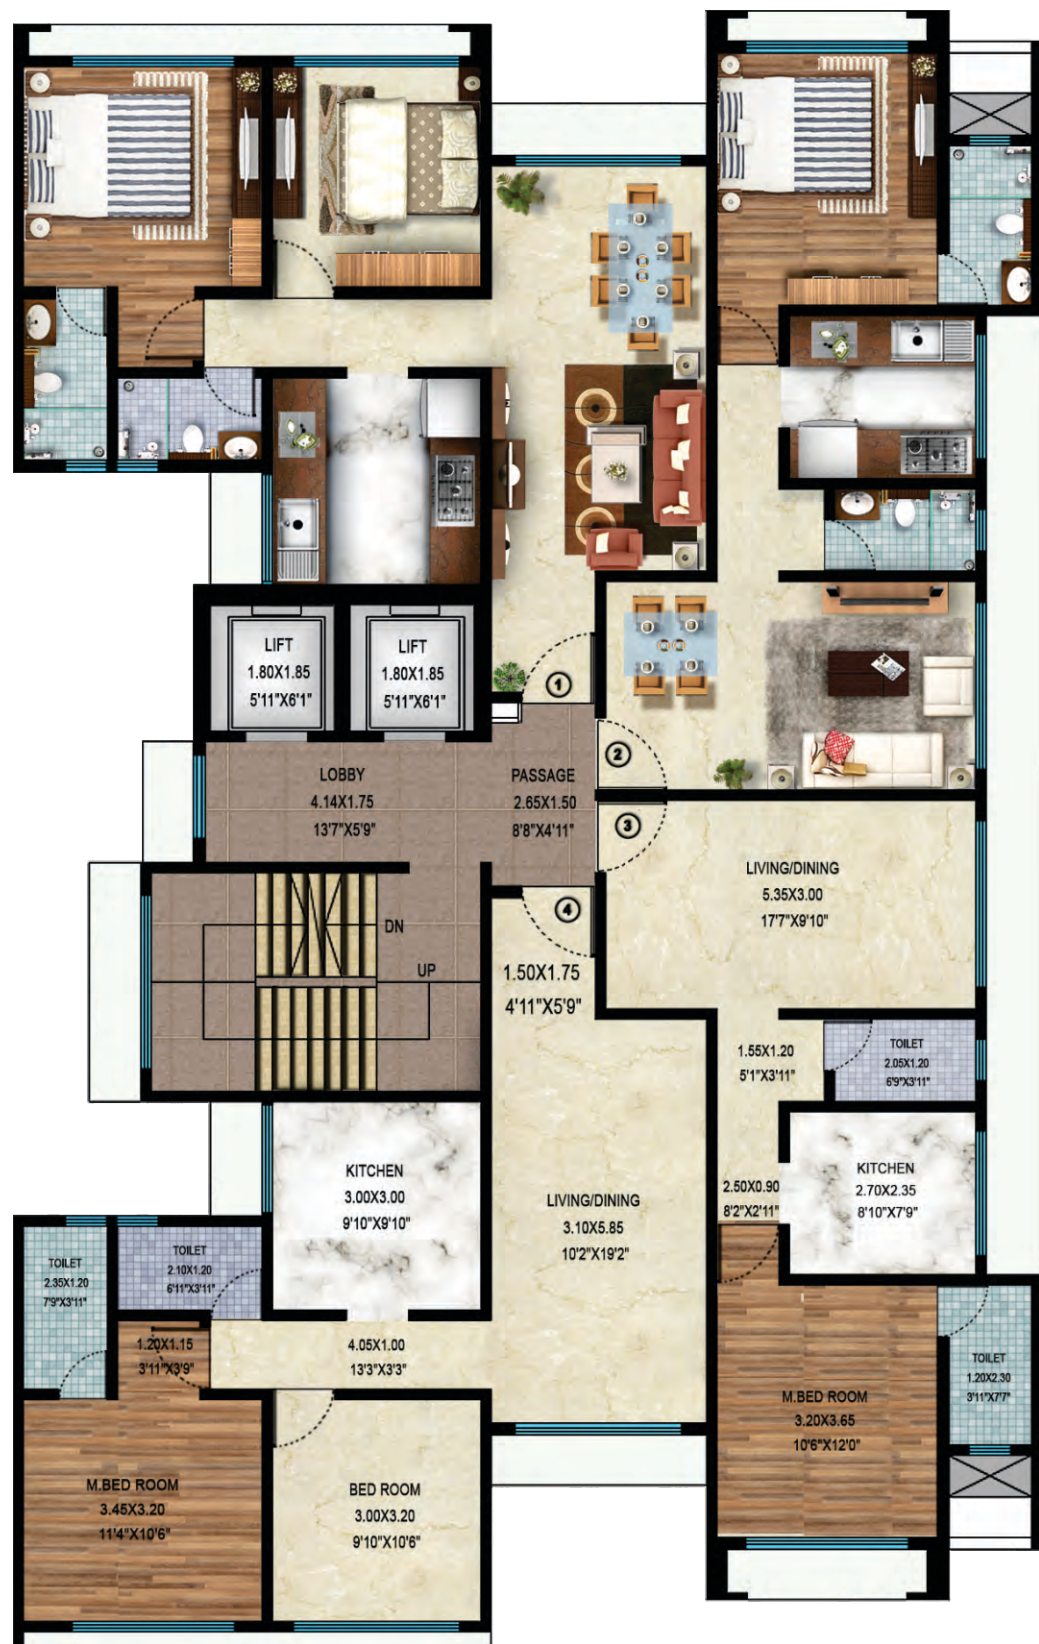 LIFT
1.80X1.85
5'11"X6'1"
LIFT
1.80X1.85
5'11"X6'1"
1
2
LOBBY
4.14X1.75
13'7"X5'9"
PASSAGE
2.65X1.50
8'8"X4'11"
3
LIVING/DINING
5.35X3.00
17'7"X9'10"
4
DN
UP
1.50X1.75
4'11"X5'9"
1.55X1.20
5'1"X3'11"
TOILET
2.05X1.20
6'9"X3'11"
KITCHEN
3.00X3.00
9'10"X9'10"
LIVING/DINING
3.10X5.85
10'2"X19'2"
2.50X0.90
8'2"X2'11"
KITCHEN
2.70X2.35
8'10"X7'9"
TOILET
2.35X1.20
7'9"X3'11"
TOILET
2.10X1.20
6'11"X3'11"
1.20X1.15
3'11"X3'9"
4.05X1.00
13'3"X3'3"
TOILET
1.20X2.30
3'11"X7'7"
M.BED ROOM
3.20X3.65
10'6"X12'0"
M.BED ROOM
3.45X3.20
11'4"X10'6"
BED ROOM
3.00X3.20
9'10"X10'6"